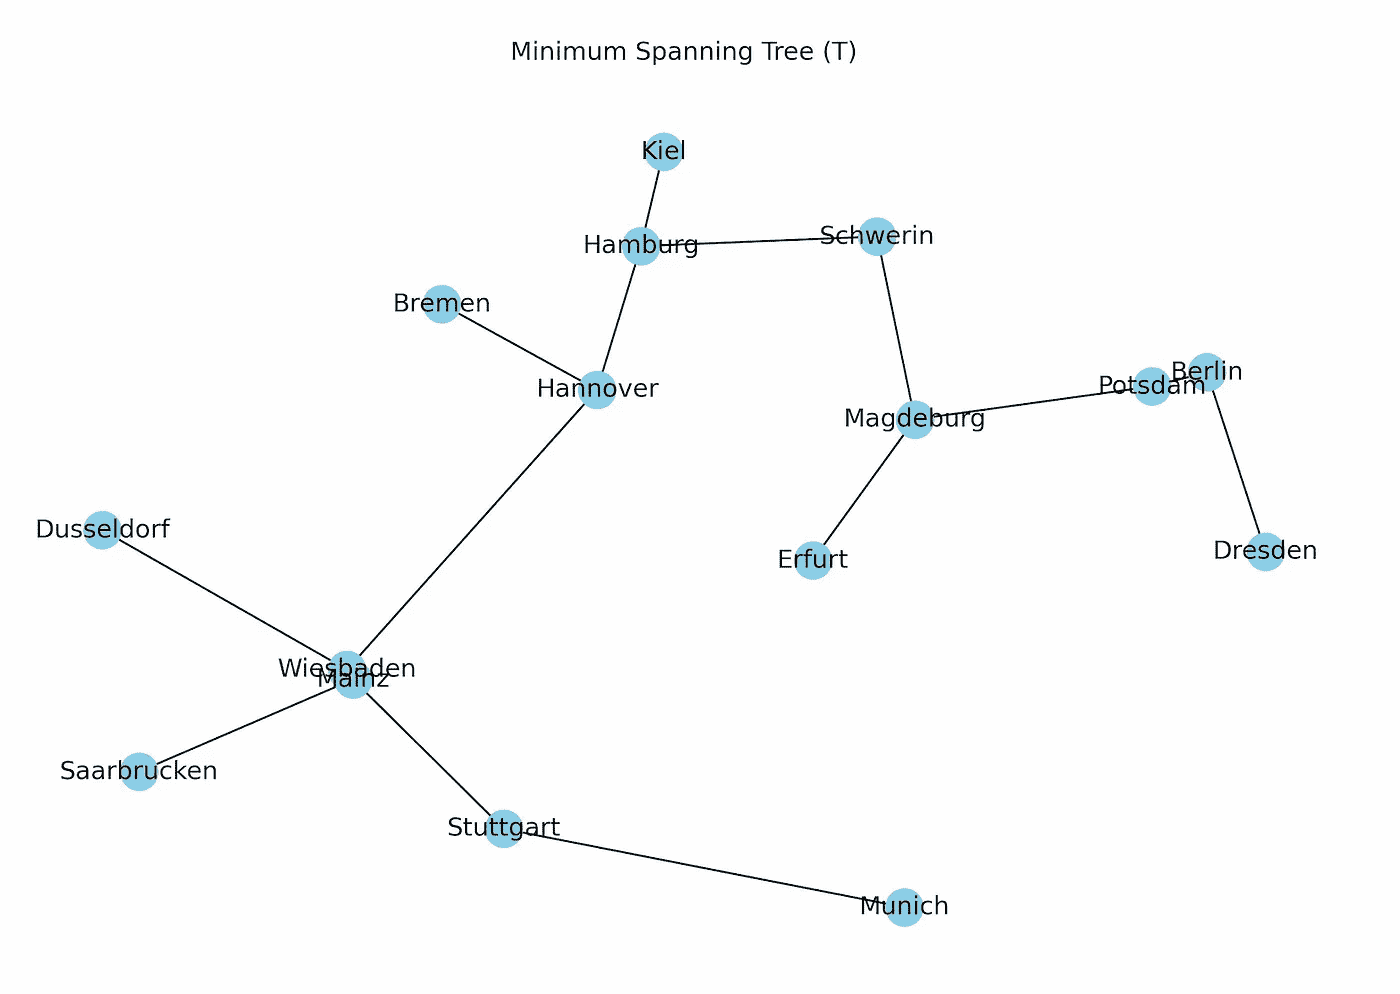 Minimum Spanning Tree (T)
Kiel
Schwerin
Hamburg
Bremen
Berlin
Potsdam
Hannover
Magdeburg
Dusseldorf
Dresden
Erfurt
Wiesbaden
Mainz
Saarbrucken
Stuttgart
Munich